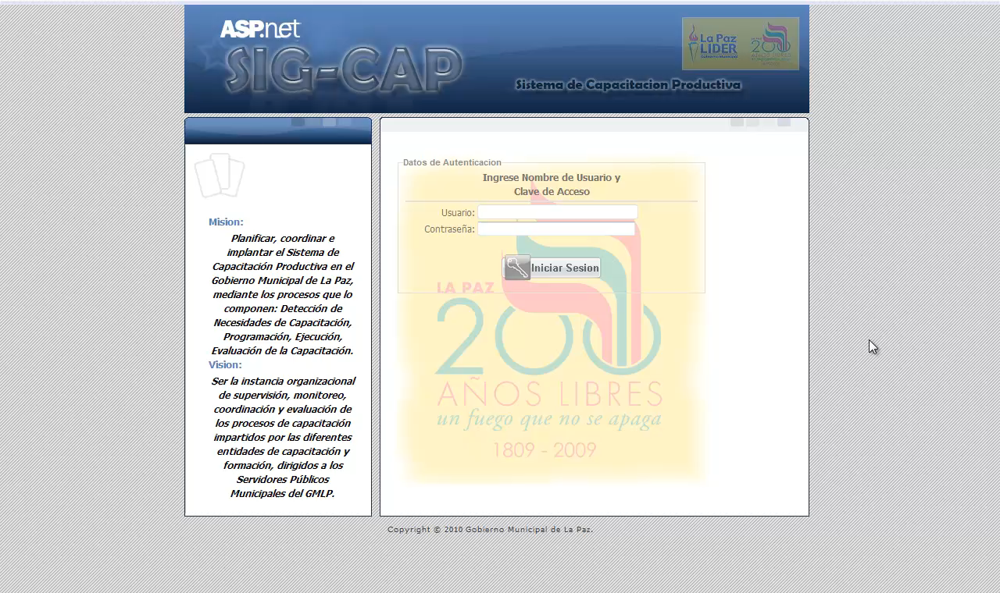 ASP.net
SIG-CAP
La Paz
LIDER
Gobierno Municipal
200
AÑOS LIBRES
Sistema de Capacitacion Productiva
Mision:
Planificar, coordinar e
implantar el Sistema de
Capacitación Productiva en el
Gobierno Municipal de La Paz,
mediante los procesos que lo
componen: Detección de
Necesidades de Capacitación,
Programación, Ejecución,
Evaluación de la Capacitación.
Vision:
Ser la instancia organizacional
de supervisión, monitoreo,
coordinación y evaluación de
los procesos de capacitación
impartidos por las diferentes
entidades de capacitación y
formación, dirigidos a los
Servidores Públicos
Municipales del GMLP.
Datos de Autenticacion
Ingrese Nombre de Usuario y
Clave de Acceso
Usuario:
Contraseña:
Iniciar Sesion
LA PAZ
200
AÑOS LIBRES
un fuego que no se apaga
1809 - 2009
Copyright © 2010 Gobierno Municipal de La Paz.